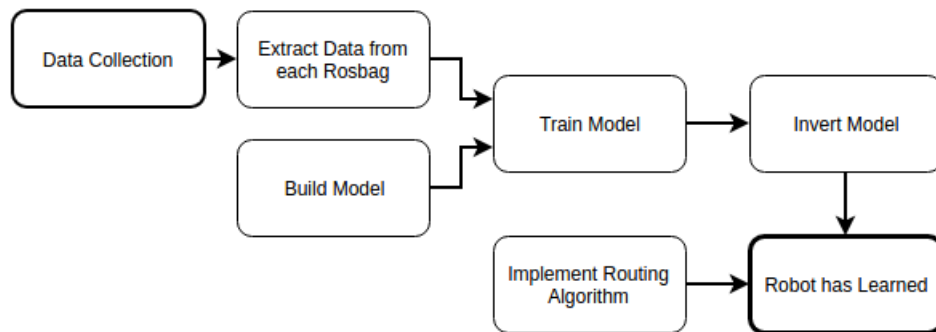 Data Collection
Extract Data from
each Rosbag
Build Model
Train Model
Invert Model
Implement Routing
Algorithm
Robot has Learned